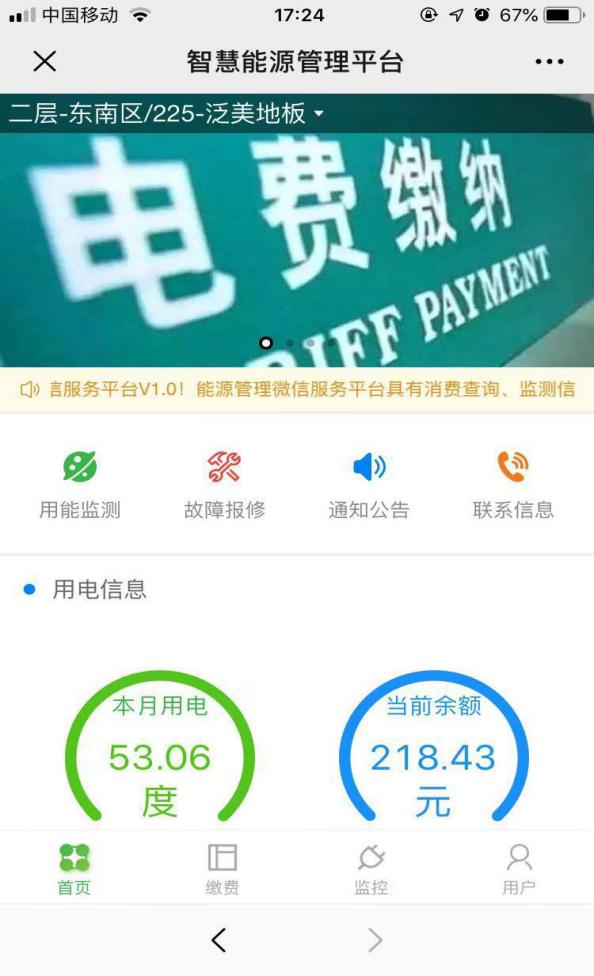 中国移动 17:24 67%
智慧能源管理平台
二层-东南区/225-泛美地板
电费缴纳
IFF PAYMENT
服务平台V1.0！能源管理微信服务平台具有消费查询、监测信
用能监测 故障报修 通知公告 联系信息
用电信息
本月用电 当前余额
53.06 218.43
度 元
首页 缴费 监控 用户